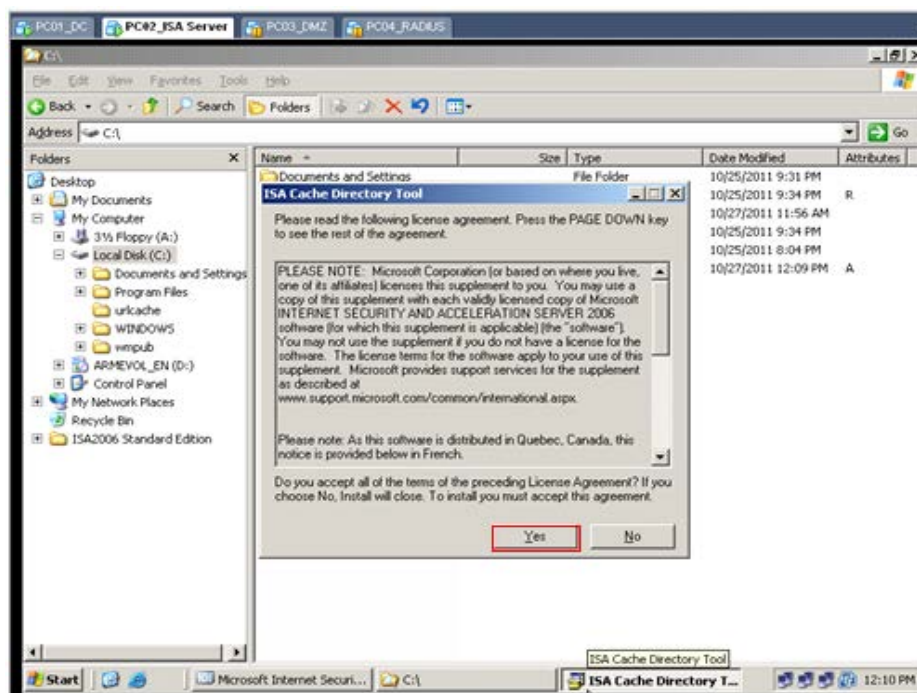 PC01_DC PC02_ISA Server PC03_DMZ PC04_RADIUS
C:\
File Edit View Favorites Tools Help
Back Search Folders
Address C:\ Go
Folders
Name Size Type Date Modified Attributes
Desktop
My Documents
My Computer
3½ Floppy (A:)
Local Disk (C:)
Documents and Settings
Program Files
urlcache
WINDOWS
wmpub
ARMEVOL_EN (D:)
Control Panel
My Network Places
Recycle Bin
ISA2006 Standard Edition
Documents and Settings File Folder 10/25/2011 9:31 PM
10/25/2011 9:34 PM R
10/27/2011 11:56 AM
10/25/2011 9:34 PM
10/25/2011 8:04 PM
10/27/2011 12:09 PM A
ISA Cache Directory Tool
Please read the following license agreement. Press the PAGE DOWN key
to see the rest of the agreement.
PLEASE NOTE: Microsoft Corporation (or based on where you live,
one of its affiliates) licenses this supplement to you. You may use a
copy of this supplement with each validly licensed copy of Microsoft
INTERNET SECURITY AND ACCELERATION SERVER 2006
software (for which this supplement is applicable) (the "software").
You may not use the supplement if you do not have a license for the
software. The license terms for the software apply to your use of this
supplement. Microsoft provides support services for the supplement
as described at
www.support.microsoft.com/common/international.aspx.
Please note: As this software is distributed in Quebec, Canada, this
notice is provided below in French.
Do you accept all of the terms of the preceding License Agreement? If you
choose No, Install will close. To install you must accept this agreement.
Yes No
ISA Cache Directory Tool
Start Microsoft Internet Securi... C:\ ISA Cache Directory T... 12:10 PM